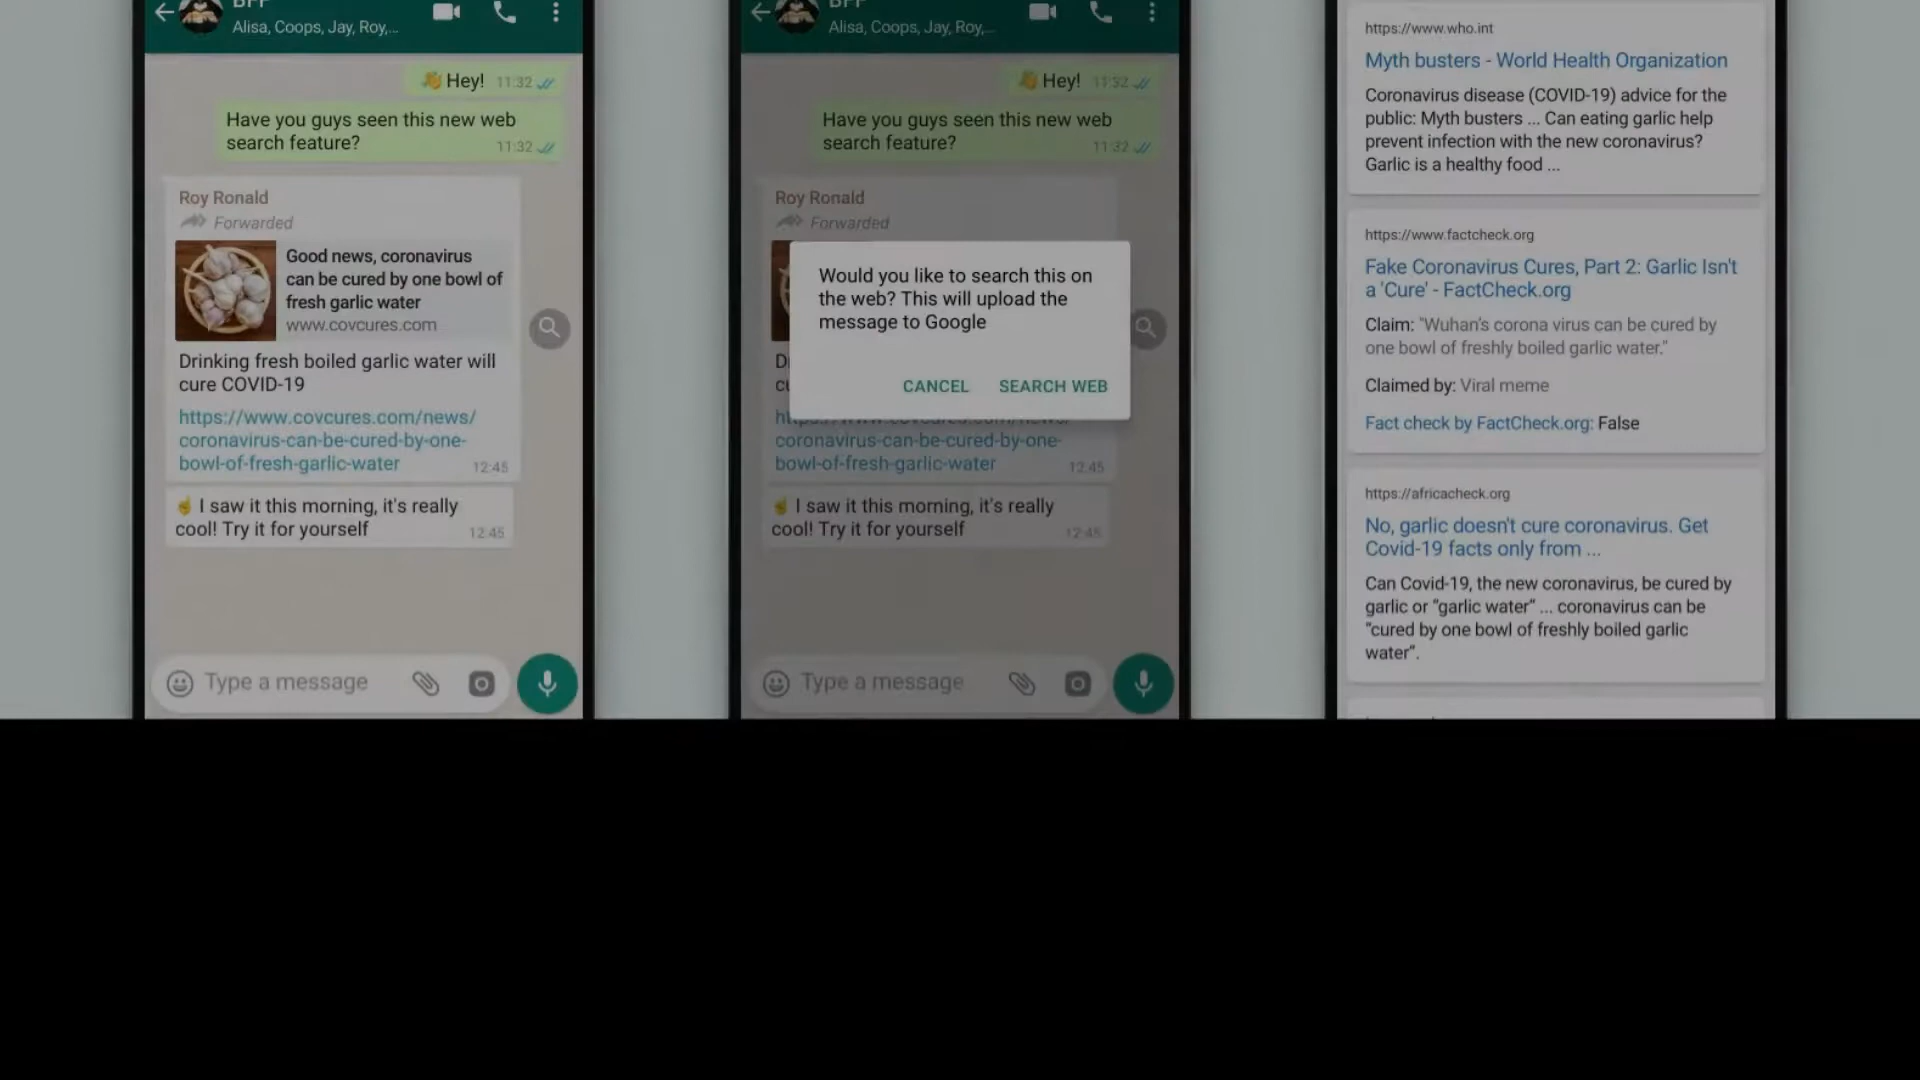 BFF
Alisa, Coops, Jay, Roy,...
Hey! 11:32
Have you guys seen this new web
search feature? 11:32
Roy Ronald
Forwarded
Good news, coronavirus
can be cured by one bowl of
fresh garlic water
www.covcures.com
Drinking fresh boiled garlic water will
cure COVID-19
https://www.covcures.com/news/
coronavirus-can-be-cured-by-one-
bowl-of-fresh-garlic-water 12:45
☝ I saw it this morning, it's really
cool! Try it for yourself 12:45
Type a message
BFF
Alisa, Coops, Jay, Roy,...
Hey! 11:32
Have you guys seen this new web
search feature? 11:32
Roy Ronald
Forwarded
Would you like to search this on
the web? This will upload the
message to Google
CANCEL SEARCH WEB
https://www.covcures.com/news/
coronavirus-can-be-cured-by-one-
bowl-of-fresh-garlic-water 12:45
☝ I saw it this morning, it's really
cool! Try it for yourself 12:45
Type a message
https://www.who.int
Myth busters - World Health Organization
Coronavirus disease (COVID-19) advice for the
public: Myth busters ... Can eating garlic help
prevent infection with the new coronavirus?
Garlic is a healthy food ...
https://www.factcheck.org
Fake Coronavirus Cures, Part 2: Garlic Isn't
a 'Cure' - FactCheck.org
Claim: "Wuhan's corona virus can be cured by
one bowl of freshly boiled garlic water."
Claimed by: Viral meme
Fact check by FactCheck.org: False
https://africacheck.org
No, garlic doesn't cure coronavirus. Get
Covid-19 facts only from ...
Can Covid-19, the new coronavirus, be cured by
garlic or "garlic water" ... coronavirus can be
"cured by one bowl of freshly boiled garlic
water".